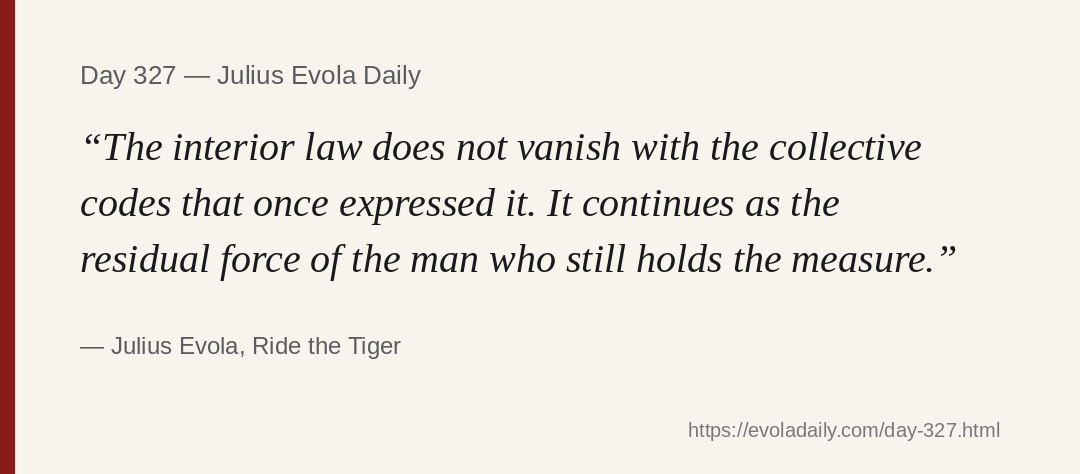 Day 327 — Julius Evola Daily
“The interior law does not vanish with the collective
codes that once expressed it. It continues as the
residual force of the man who still holds the measure.”
— Julius Evola, Ride the Tiger
https://evoladaily.com/day-327.html